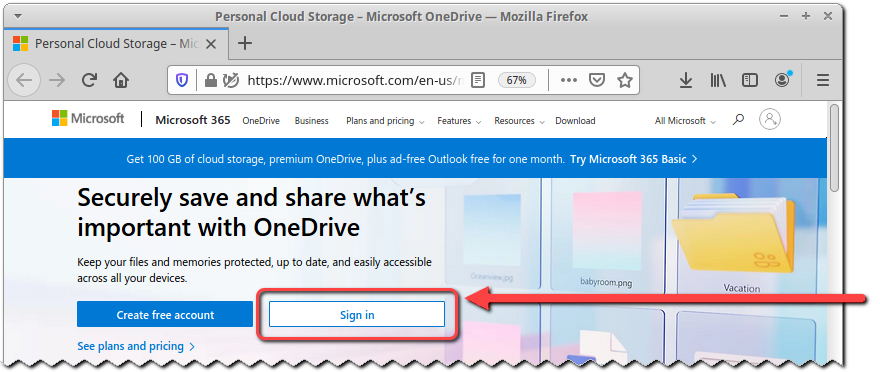 Personal Cloud Storage – Microsoft OneDrive — Mozilla Firefox
Personal Cloud Storage – Mic
https://www.microsoft.com/en-us/
67%
Microsoft
Microsoft 365 OneDrive Business Plans and pricing Features Resources Download All Microsoft
Get 100 GB of cloud storage, premium OneDrive, plus ad-free Outlook free for one month. Try Microsoft 365 Basic
Securely save and share what's
important with OneDrive
Keep your files and memories protected, up to date, and easily accessible
across all your devices.
Oceanview.jpg
babyroom.png
Vacation
Create free account
Sign in
See plans and pricing